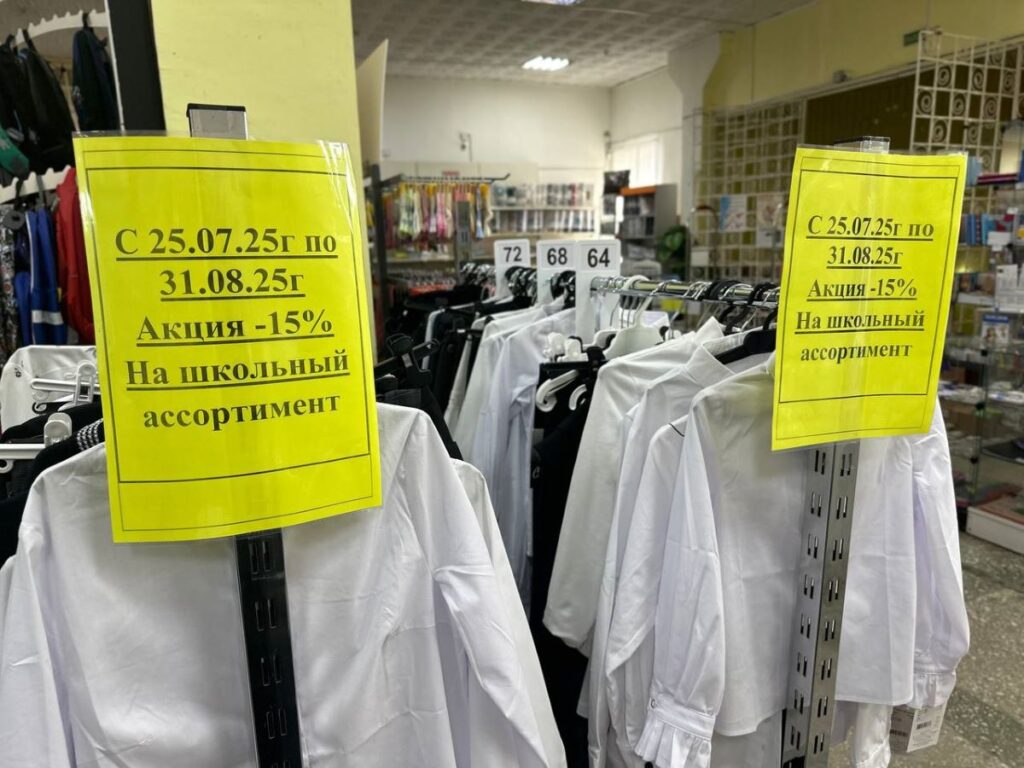 С 25.07.25г по
31.08.25г
Акция -15%
На школьный
ассортимент
72
68
64
С 25.07.25г по
31.08.25г
Акция -15%
На школьный
ассортимент